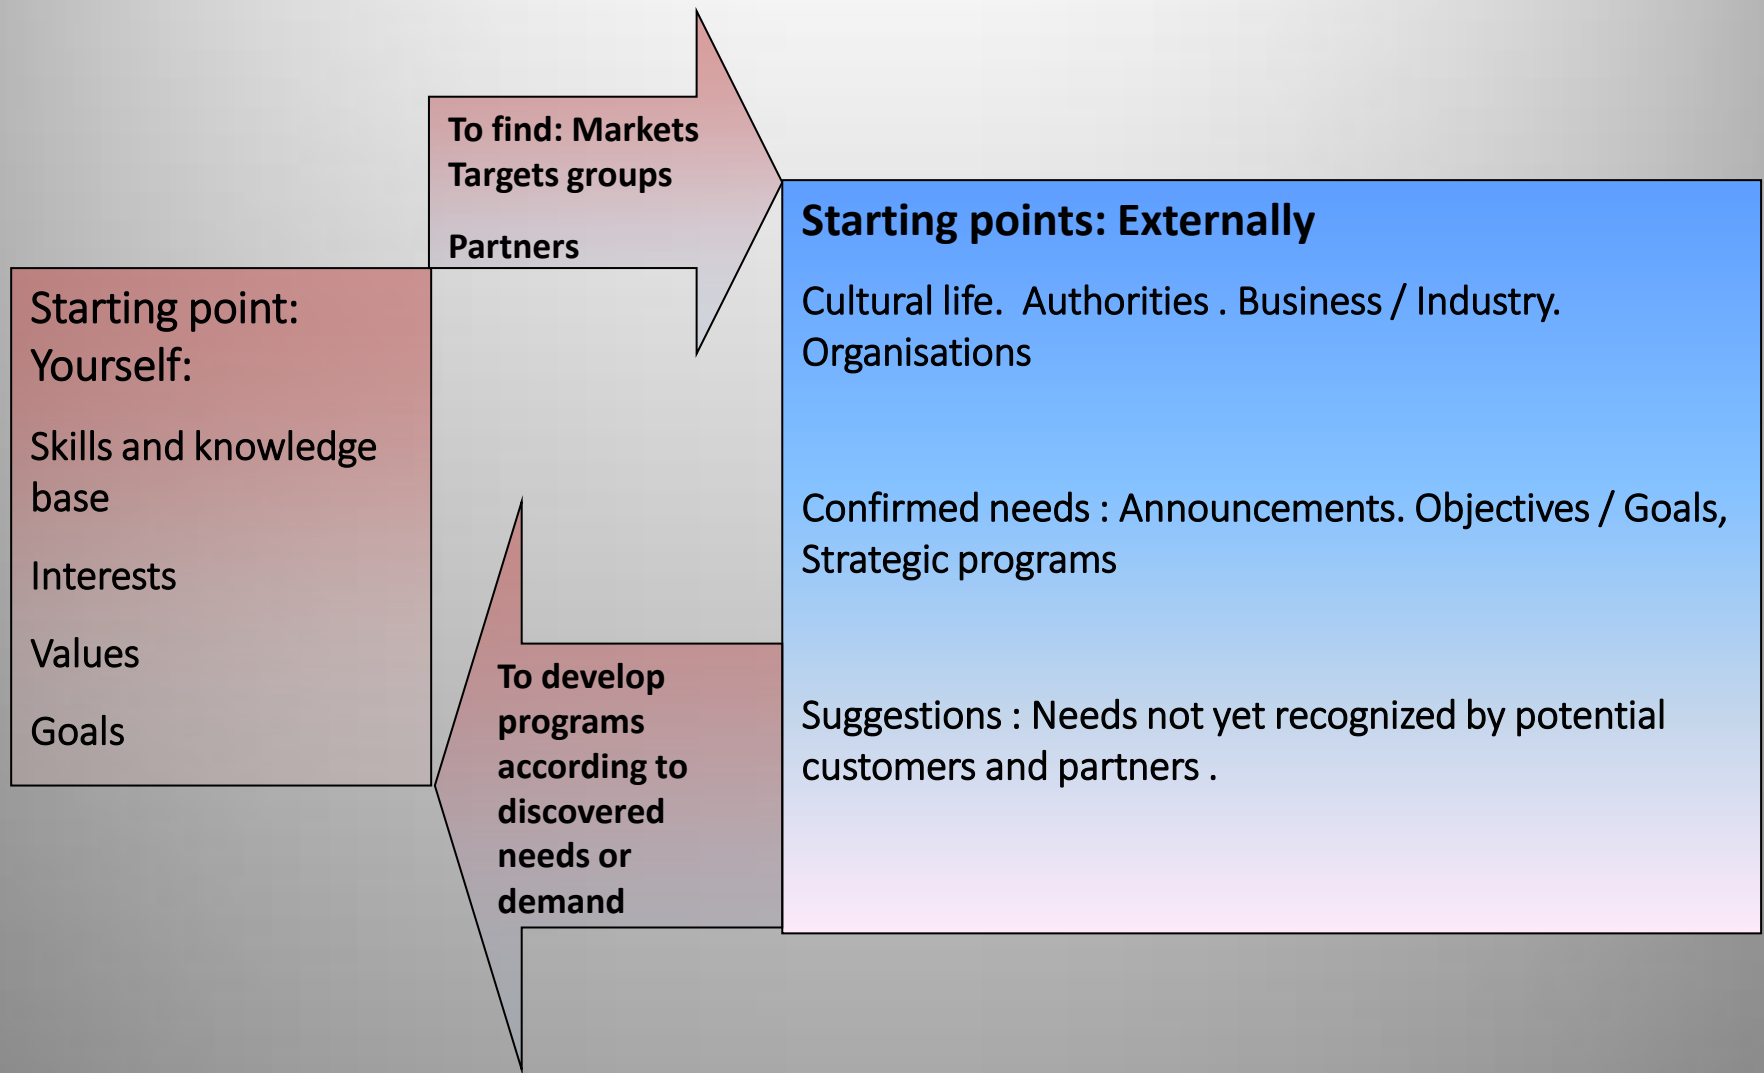 To find: Markets
Targets groups
Partners
Starting point:
Yourself:
Skills and knowledge
base
Interests
Values
Goals
Starting points: Externally
Cultural life.  Authorities . Business / Industry.
Organisations
Confirmed needs : Announcements. Objectives / Goals,
Strategic programs
Suggestions : Needs not yet recognized by potential
customers and partners .
To develop
programs
according to
discovered
needs or
demand